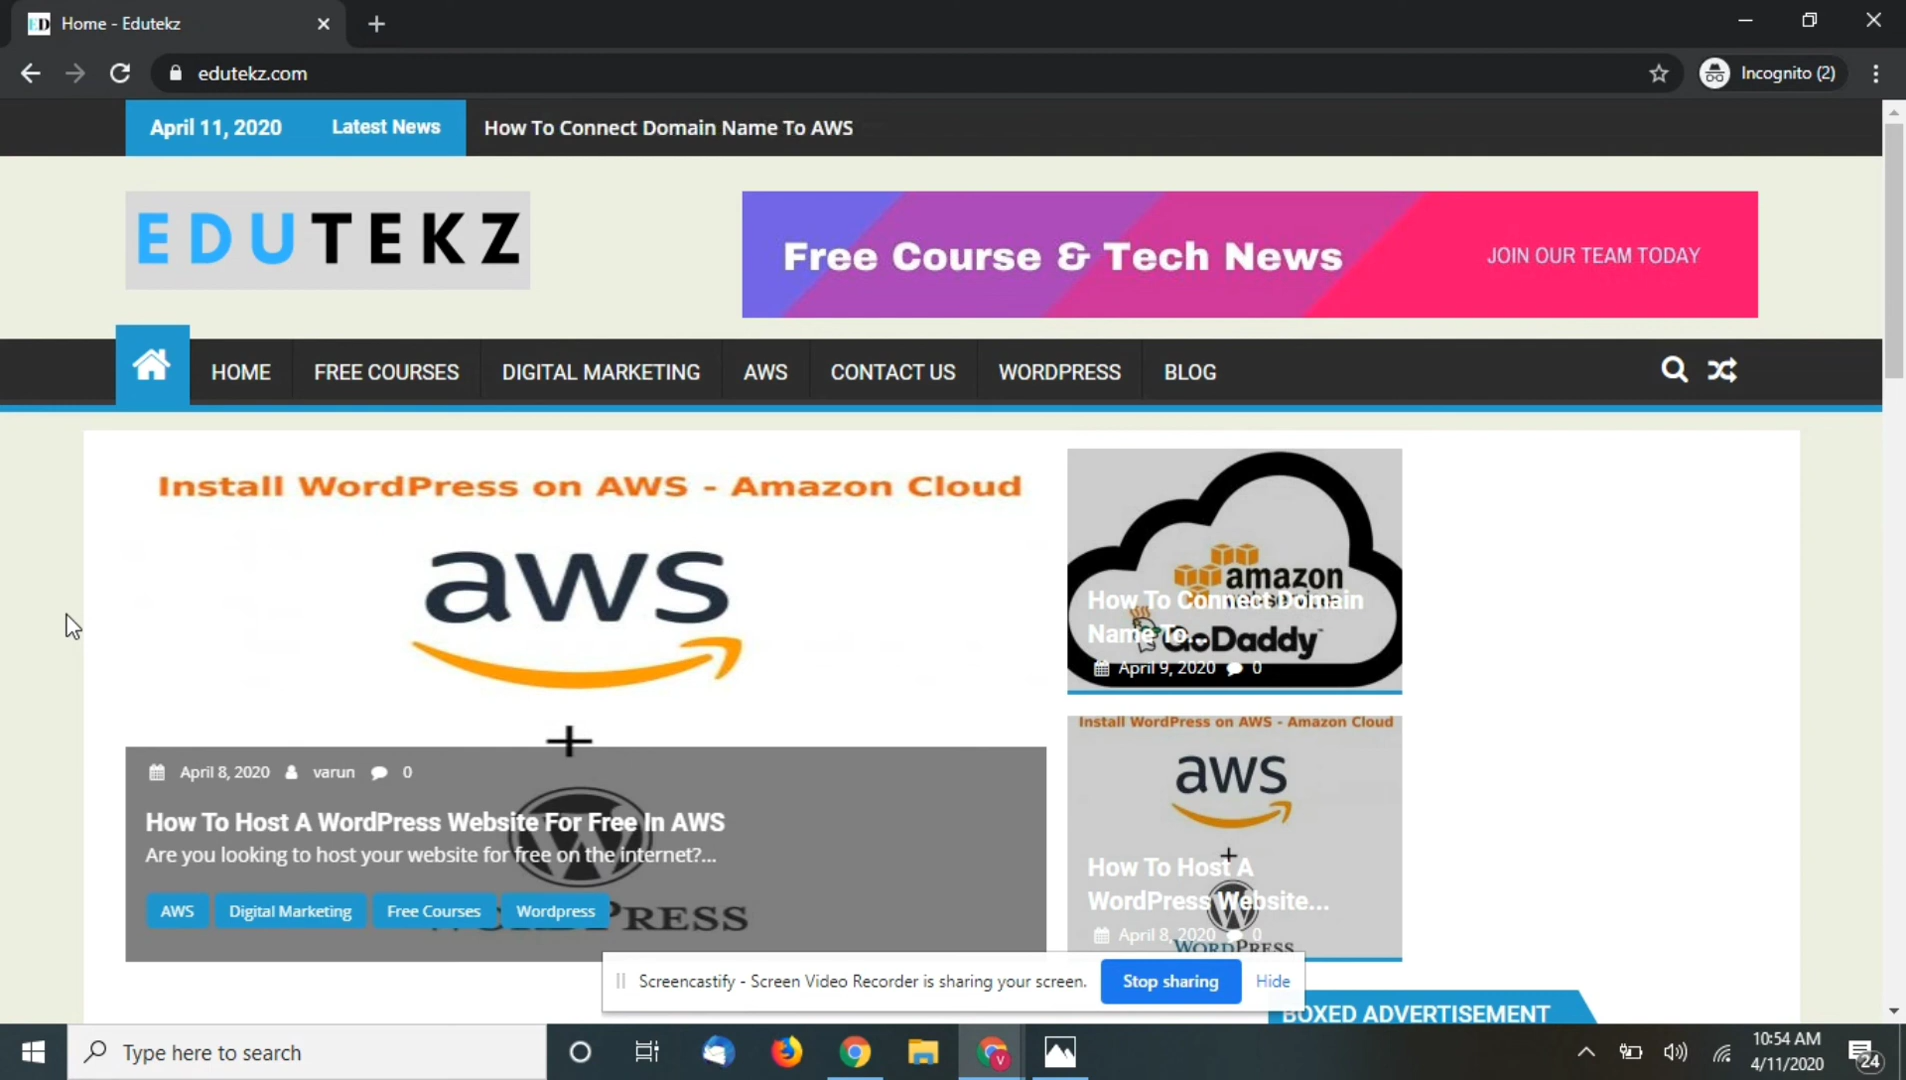 ED Home - Edutekz
edutekz.com
Incognito (2)
April 11, 2020 Latest News How To Connect Domain Name To AWS
EDUTEKZ
Free Course & Tech News
JOIN OUR TEAM TODAY
HOME FREE COURSES DIGITAL MARKETING AWS CONTACT US WORDPRESS BLOG
Install WordPress on AWS - Amazon Cloud
aws
+
April 8, 2020 varun 0
How To Host A WordPress Website For Free In AWS
Are you looking to host your website for free on the internet?...
AWS Digital Marketing Free Courses Wordpress
amazon
GoDaddy
How To Connect Domain
Name To...
April 9, 2020 0
Install WordPress on AWS - Amazon Cloud
aws
+
How To Host A
WordPress Website...
April 8, 2020 0
WORDPRESS
BOXED ADVERTISEMENT
Screencastify - Screen Video Recorder is sharing your screen. Stop sharing Hide
Type here to search
V
10:54 AM
4/11/2020
24